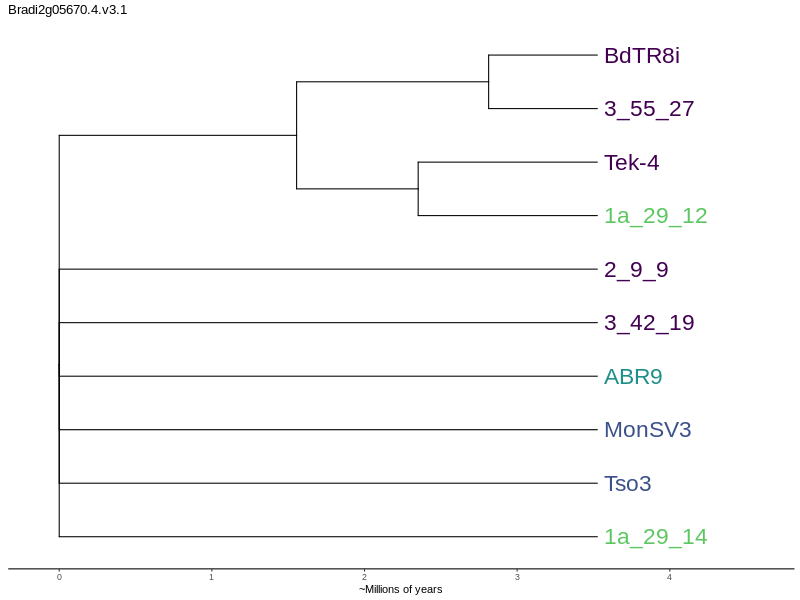 Bradi2g05670.4.v3.1
BdTR8i
3_55_27
Tek-4
1a_29_12
2_9_9
3_42_19
ABR9
MonSV3
Tso3
1a_29_14
0 1 2 3 4
~Millions of years